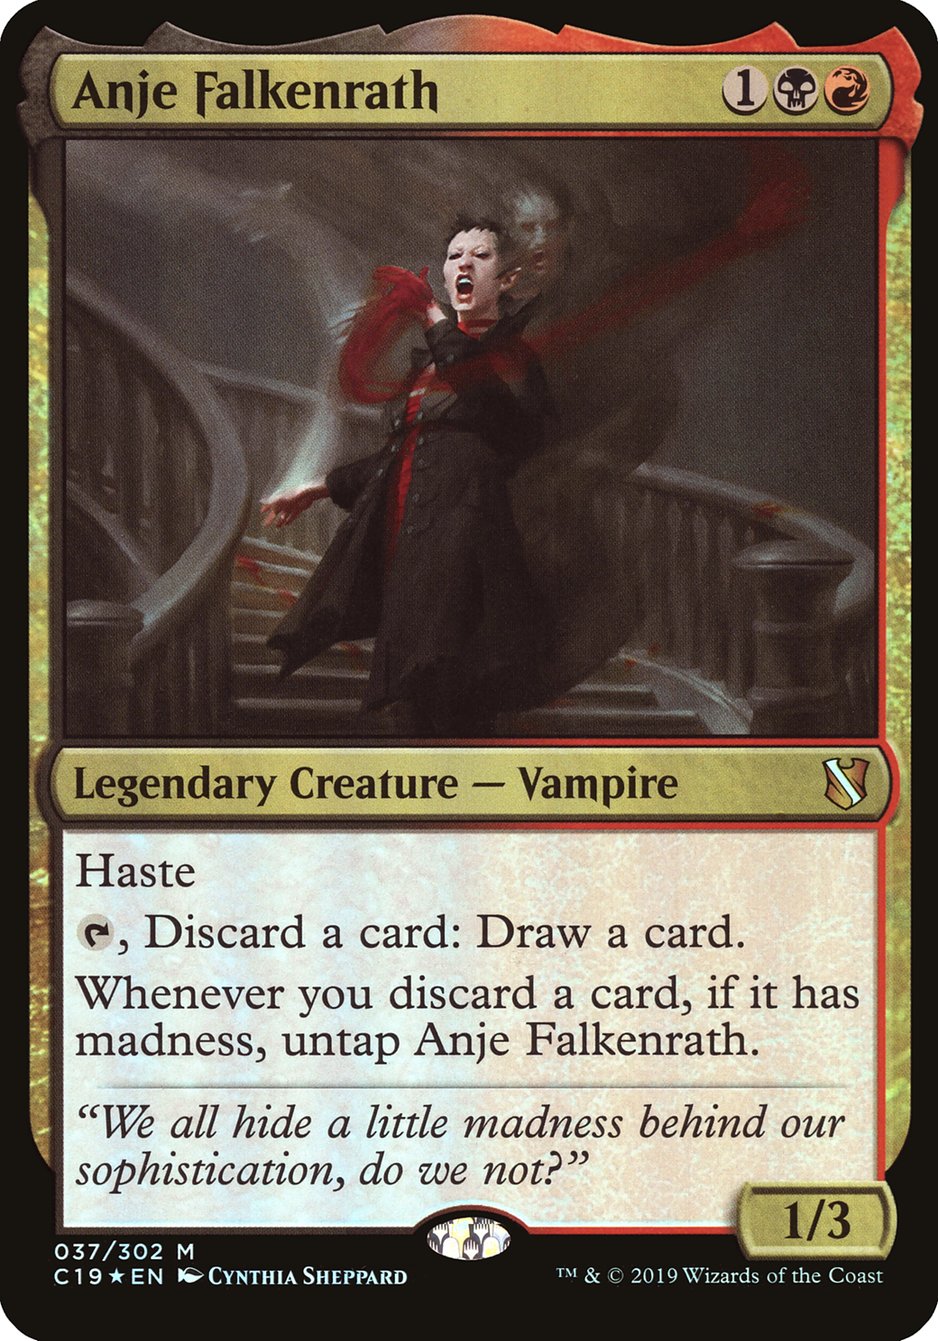 Anje Falkenrath 1
Legendary Creature — Vampire
Haste
, Discard a card: Draw a card.
Whenever you discard a card, if it has
madness, untap Anje Falkenrath.
“We all hide a little madness behind our
sophistication, do we not?”
1/3
037/302 M
C19★EN Cynthia Sheppard
™ & © 2019 Wizards of the Coast